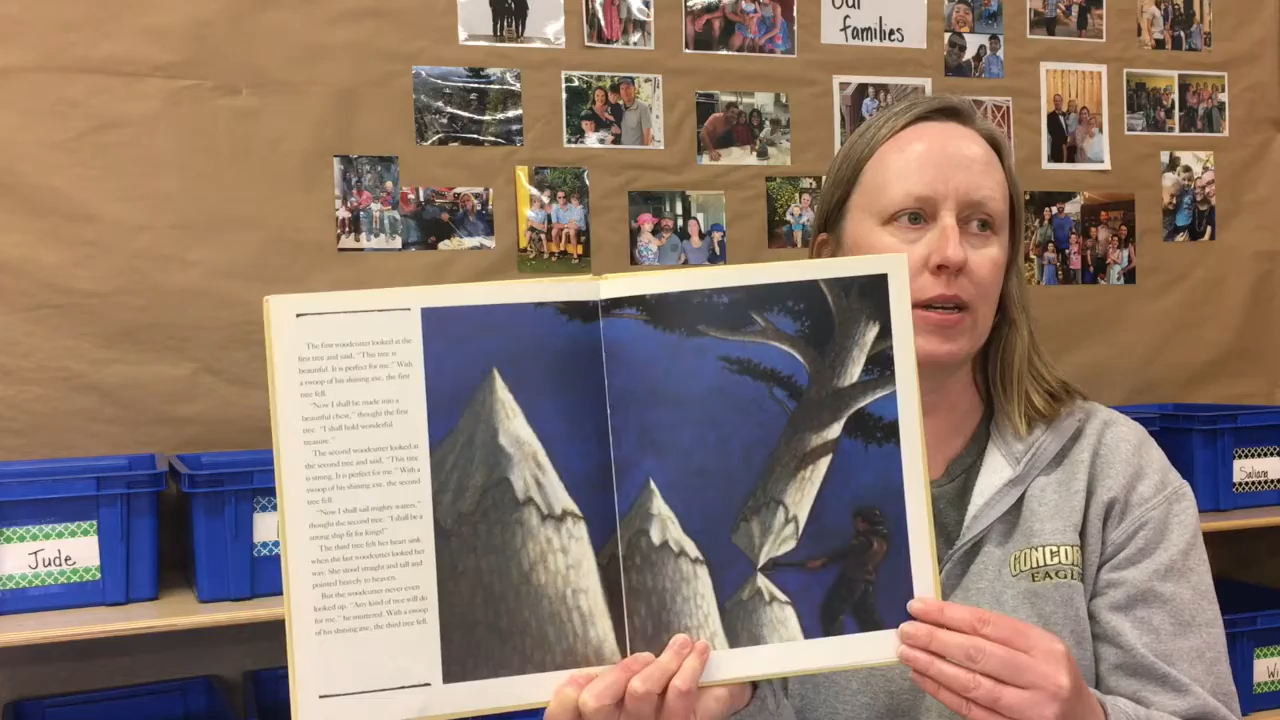 Our
families
The first woodcutter looked at the
first tree and said, "This tree is
beautiful. It is perfect for me." With
a swoop of his shining axe, the first
tree fell.
"Now I shall be made into a
beautiful chest," thought the first
tree. "I shall hold wonderful
treasure."
The second woodcutter looked at
the second tree and said, "This tree
is strong. It is perfect for me." With a
swoop of his shining axe, the second
tree fell.
"Now I shall sail mighty waters,"
thought the second tree. "I shall be a
strong ship fit for kings!"
The third tree felt her heart sink
when the last woodcutter looked her
way. She stood straight and tall and
pointed bravely to heaven.
But the woodcutter never even
looked up. "Any kind of tree will do
for me," he muttered. With a swoop
of his shining axe, the third tree fell.
Jude
CONCORD
EAGLE
Wi